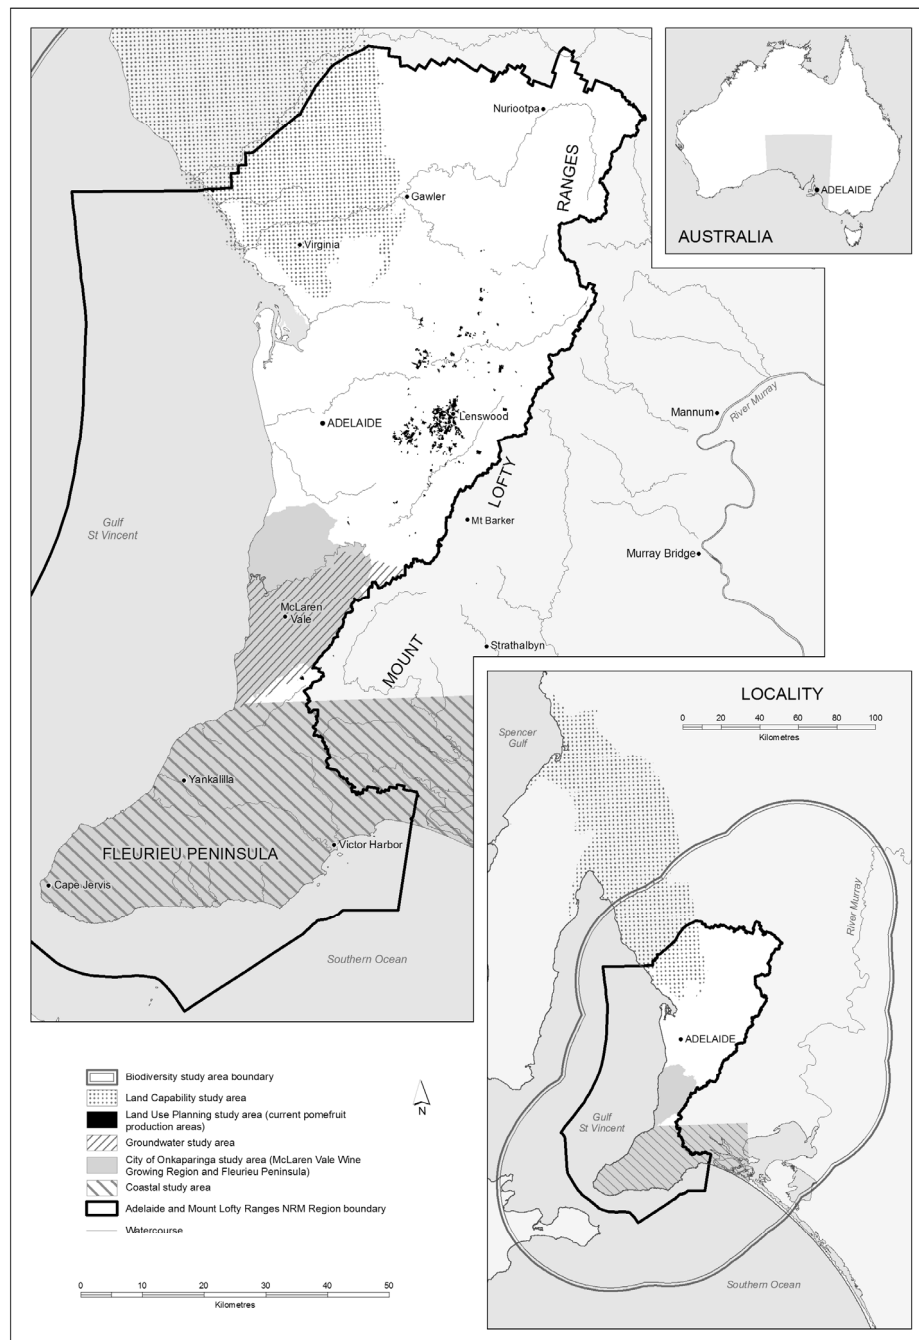 Nuriootpa
RANGES
Gawler
Virginia
ADELAIDE
Lenswood
LOFTY
Mt Barker
Gulf
St Vincent
Mannum
River Murray
Murray Bridge
McLaren
Vale
MOUNT
Strathalbyn
Yankalilla
Victor Harbor
FLEURIEU PENINSULA
Cape Jervis
Southern Ocean
ADELAIDE
AUSTRALIA
LOCALITY
0 20 40 60 80 100
Kilometres
Spencer
Gulf
River Murray
ADELAIDE
Gulf
St Vincent
Southern Ocean
Biodiversity study area boundary
Land Capability study area
Land Use Planning study area (current pomefruit
production areas)
Groundwater study area
City of Onkaparinga study area (McLaren Vale Wine
Growing Region and Fleurieu Peninsula)
Coastal study area
Adelaide and Mount Lofty Ranges NRM Region boundary
Watercourse
N
0 10 20 30 40 50
Kilometres